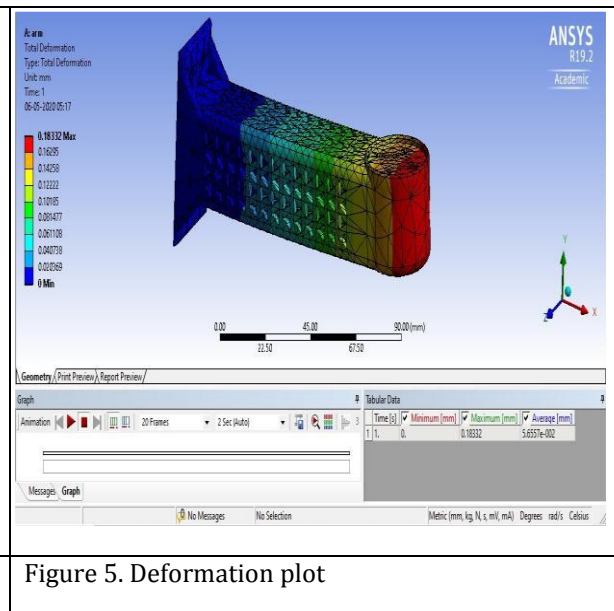 A: arm
Total Deformation
Type: Total Deformation
Unit: mm
Time: 1
06-05-2020 05:17
0.18332 Max
0.16295
0.14258
0.12222
0.10185
0.081477
0.061108
0.040738
0.020369
0 Min
ANSYS
R19.2
Academic
Y
X
Z
0.00 45.00 90.00 (mm)
22.50 67.50
Geometry Print Preview Report Preview
Graph
Animation 20 Frames 2 Sec (Auto) 3
Tabular Data
Time [s] Minimum [mm] Maximum [mm] Average [mm]
1 1. 0. 0.18332 5.6557e-002
Messages Graph
No Messages No Selection Metric (mm, kg, N, s, mV, mA) Degrees rad/s Celsius
Figure 5. Deformation plot